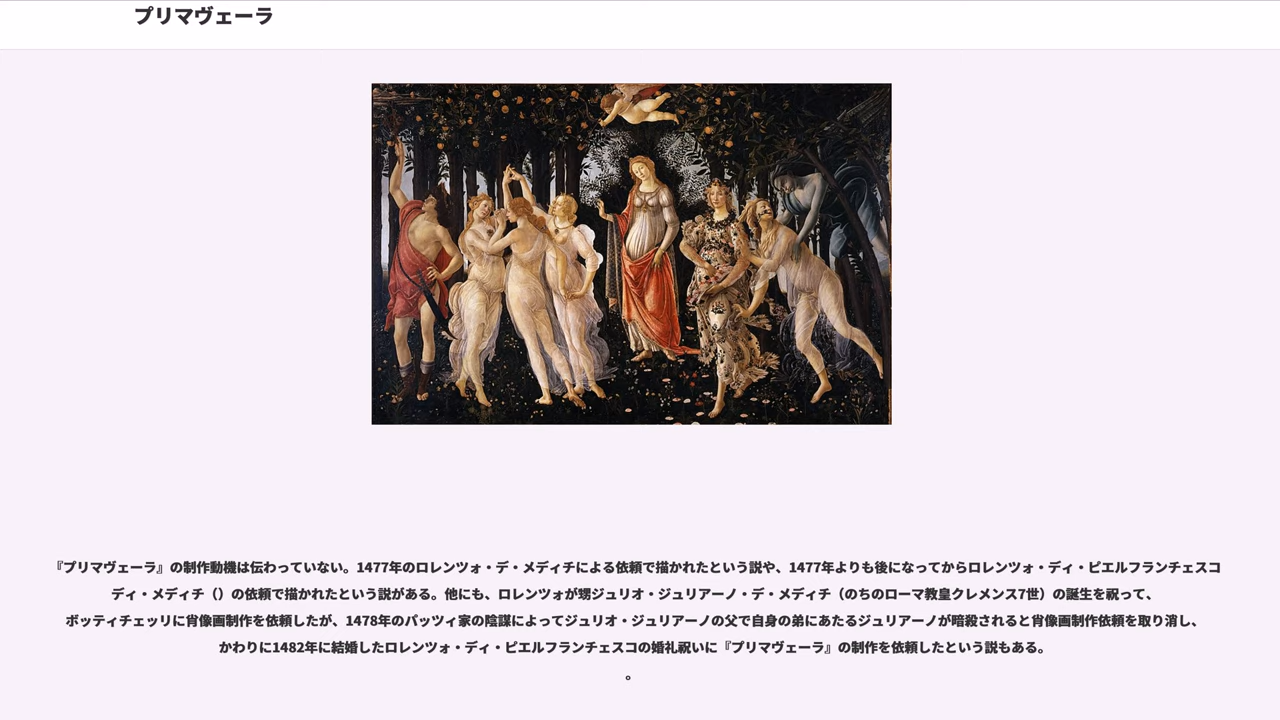 プリマヴェーラ
『プリマヴェーラ』の制作動機は伝わっていない。1477年のロレンツォ・デ・メディチによる依頼で描かれたという説や、1477年よりも後になってからロレンツォ・ディ・ピエルフランチェスコ
ディ・メディチ（）の依頼で描かれたという説がある。他にも、ロレンツォが甥ジュリオ・ジュリアーノ・デ・メディチ（のちのローマ教皇クレメンス7世）の誕生を祝って、
ボッティチェッリに肖像画制作を依頼したが、1478年のパッツィ家の陰謀によってジュリオ・ジュリアーノの父で自身の弟にあたるジュリアーノが暗殺されると肖像画制作依頼を取り消し、
かわりに1482年に結婚したロレンツォ・ディ・ピエルフランチェスコの婚礼祝いに『プリマヴェーラ』の制作を依頼したという説もある。
。